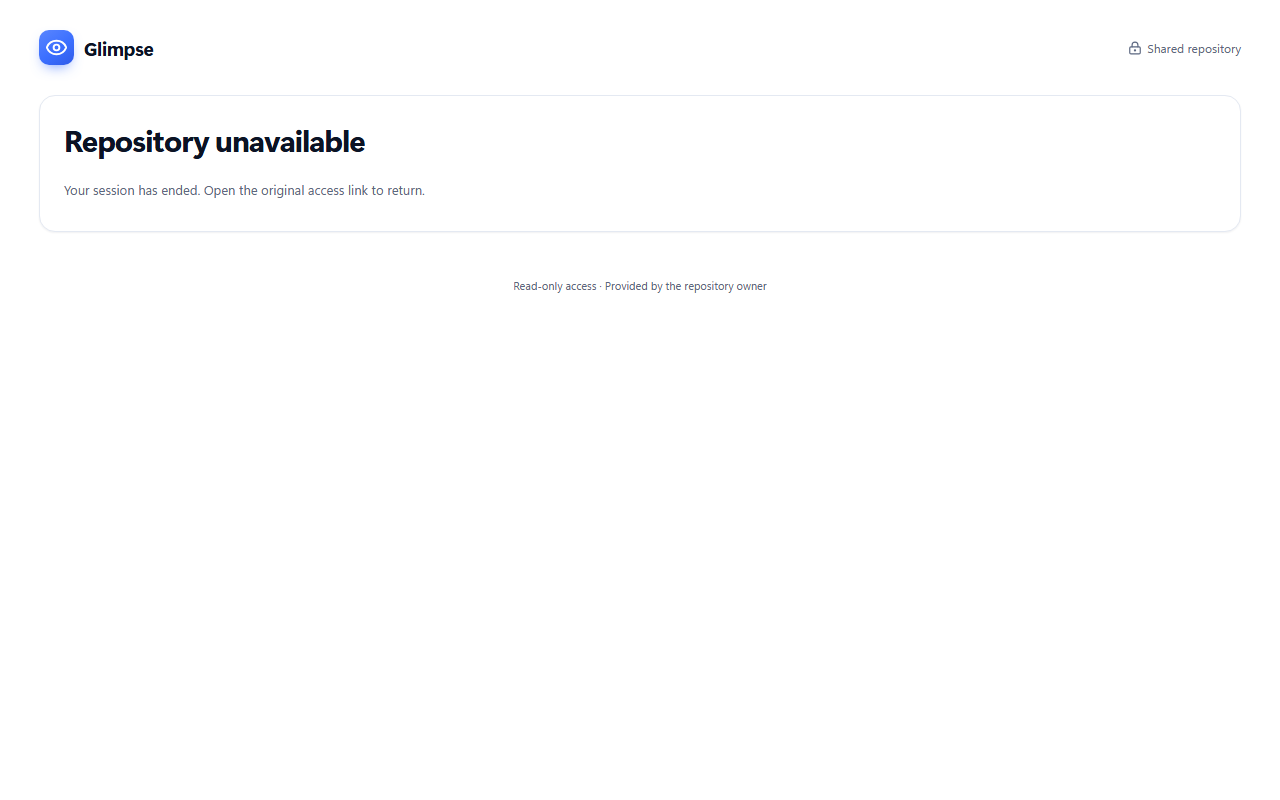 Glimpse
Shared repository
Repository unavailable
Your session has ended. Open the original access link to return.
Read-only access · Provided by the repository owner